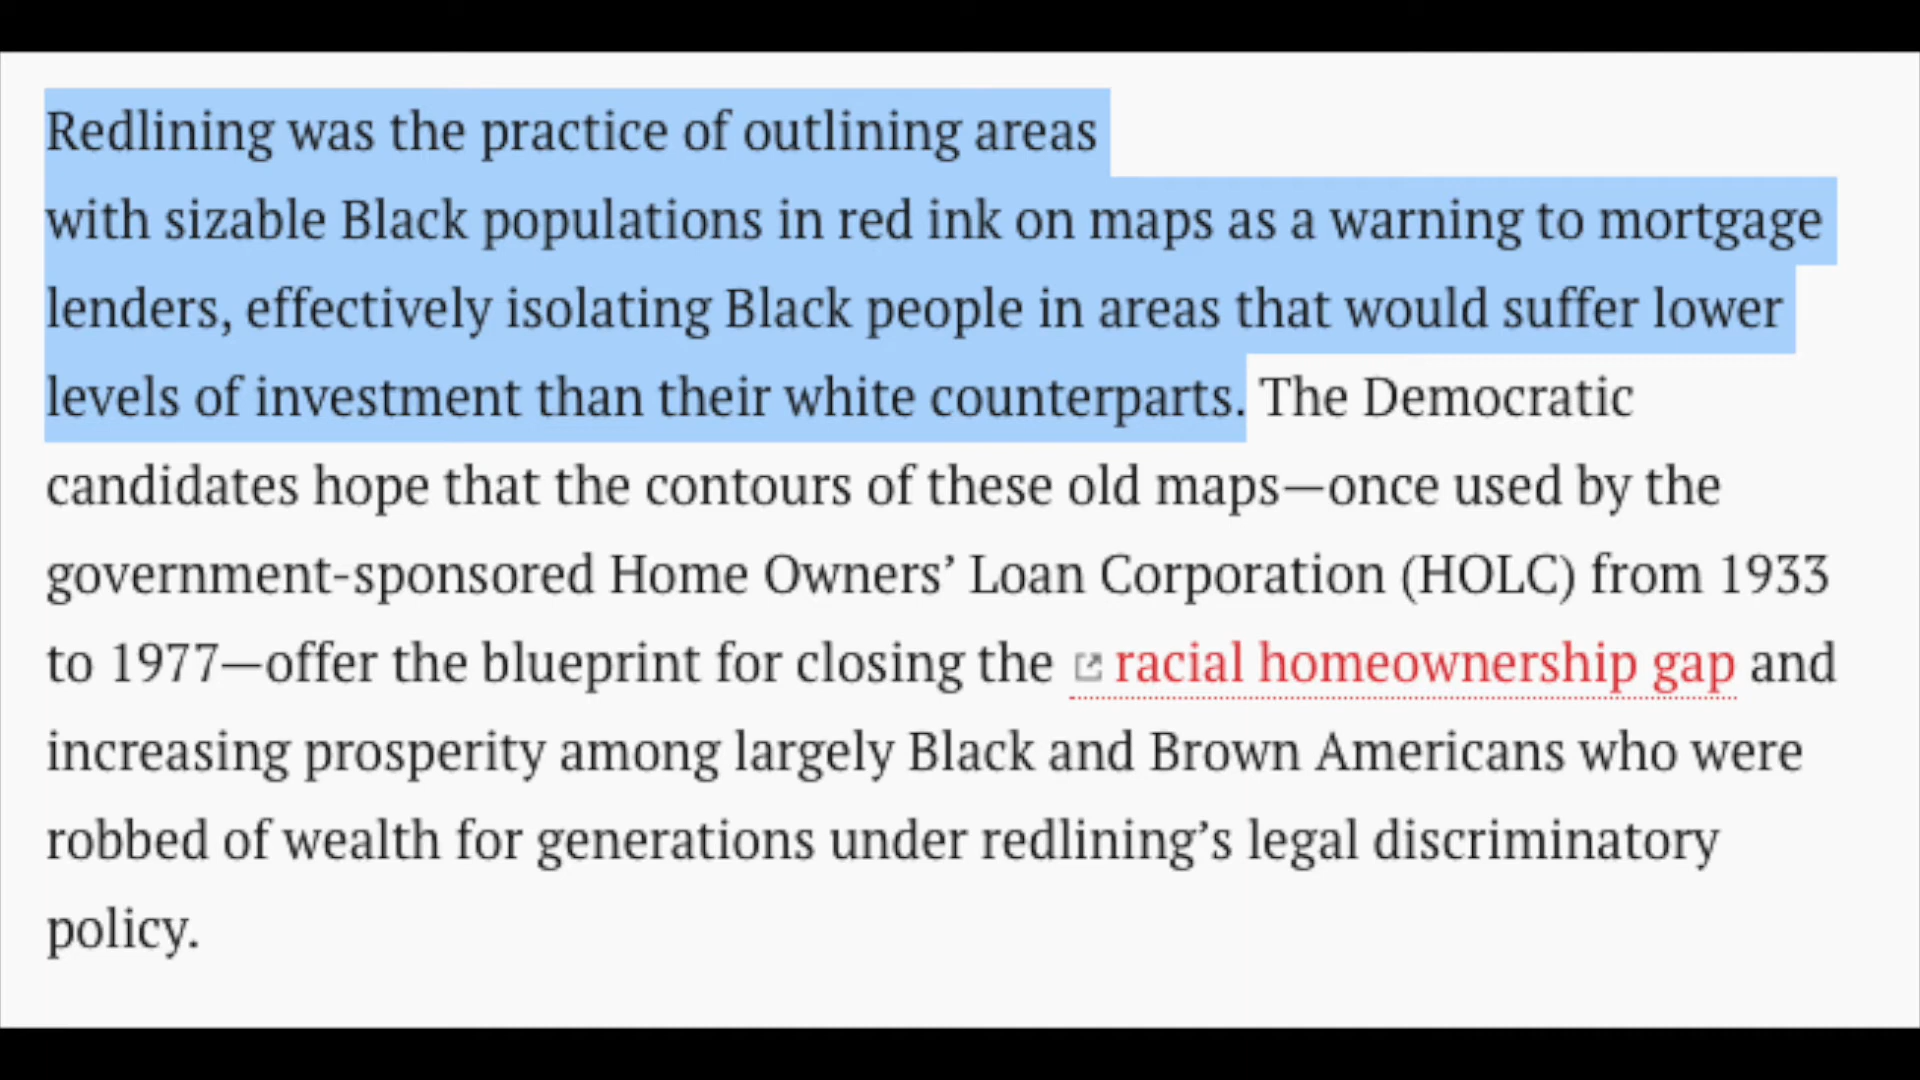 Redlining was the practice of outlining areas
with sizable Black populations in red ink on maps as a warning to mortgage
lenders, effectively isolating Black people in areas that would suffer lower
levels of investment than their white counterparts. The Democratic
candidates hope that the contours of these old maps—once used by the
government-sponsored Home Owners’ Loan Corporation (HOLC) from 1933
to 1977—offer the blueprint for closing the racial homeownership gap and
increasing prosperity among largely Black and Brown Americans who were
robbed of wealth for generations under redlining’s legal discriminatory
policy.